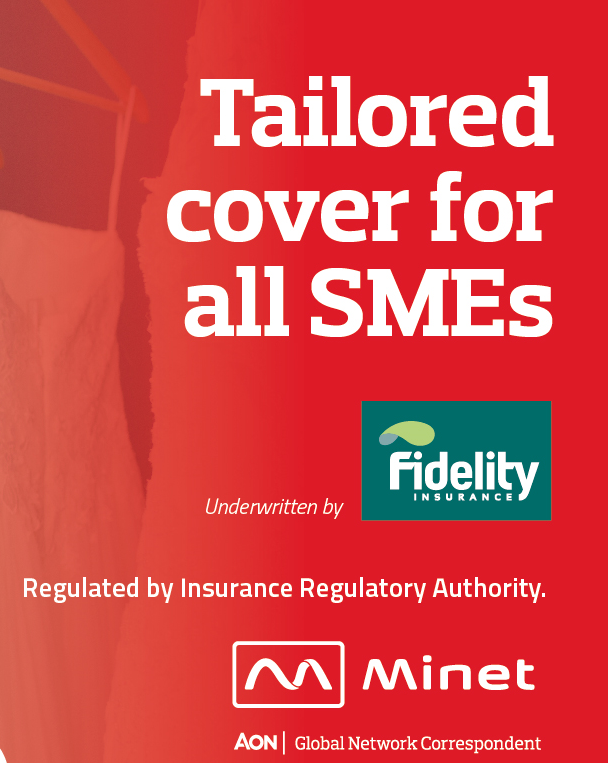 Tailored
cover for
all SMEs
Fidelity
INSURANCE
Underwritten by
Regulated by Insurance Regulatory Authority.
Minet
AON | Global Network Correspondent